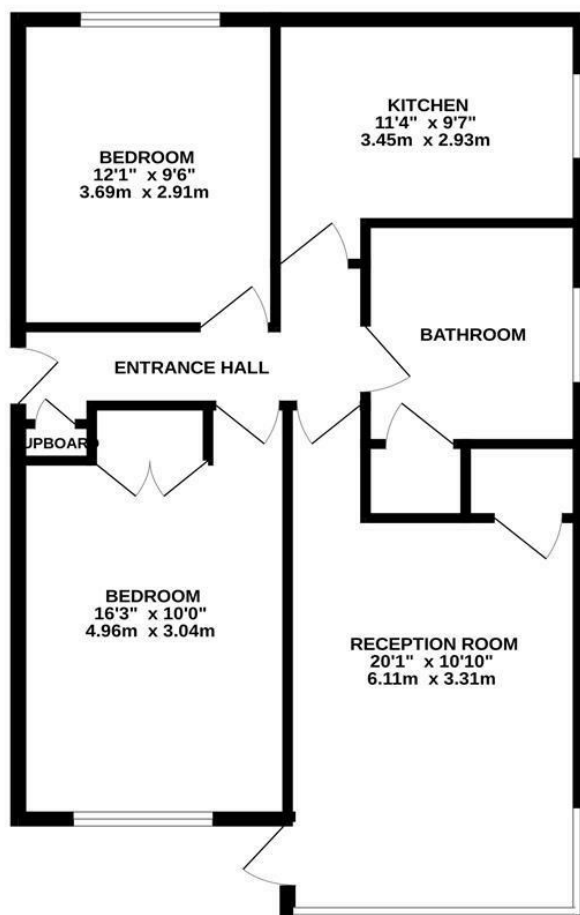 KITCHEN
11'4" x 9'7"
3.45m x 2.93m
BEDROOM
12'1" x 9'6"
3.69m x 2.91m
BATHROOM
ENTRANCE HALL
UPBOARD
BEDROOM
16'3" x 10'0"
4.96m x 3.04m
RECEPTION ROOM
20'1" x 10'10"
6.11m x 3.31m